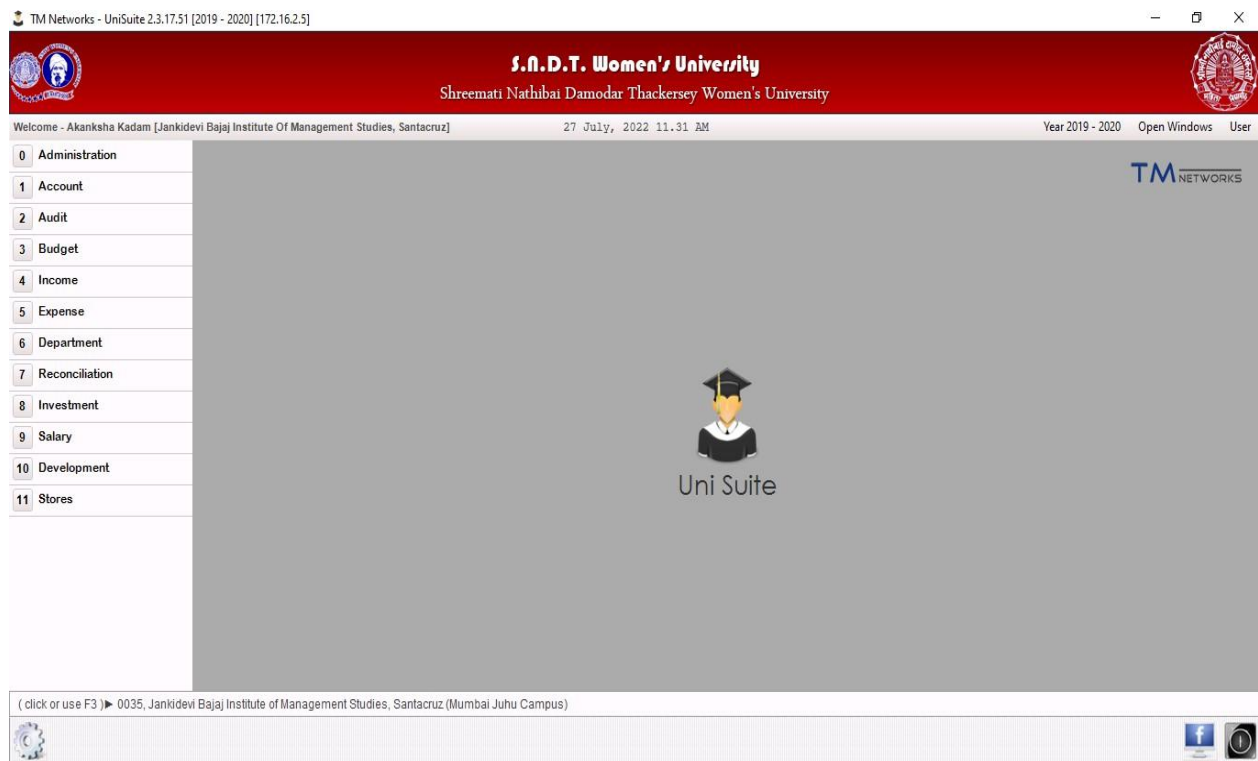 TM Networks - UniSuite 2.3.17.51 [2019 - 2020] [172.16.2.5]
S.N.D.T. Women's University
Shreemati Nathibai Damodar Thackersey Women's University
Welcome - Akanksha Kadam [Jankidevi Bajaj Institute Of Management Studies, Santacruz] 27 July, 2022 11.31 AM Year 2019 - 2020 Open Windows User
0 Administration
TM NETWORKS
1 Account
2 Audit
3 Budget
4 Income
5 Expense
6 Department
7 Reconciliation
8 Investment
9 Salary
10 Development
11 Stores
Uni Suite
( click or use F3 )► 0035, Jankidevi Bajaj Institute of Management Studies, Santacruz (Mumbai Juhu Campus)
f